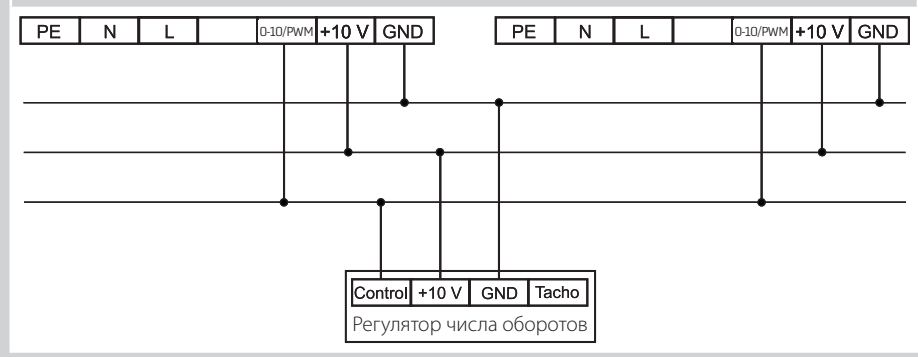 PE N L 0-10/PWM +10 V GND PE N L 0-10/PWM +10 V GND
Control +10 V GND Tacho
Регулятор числа оборотов